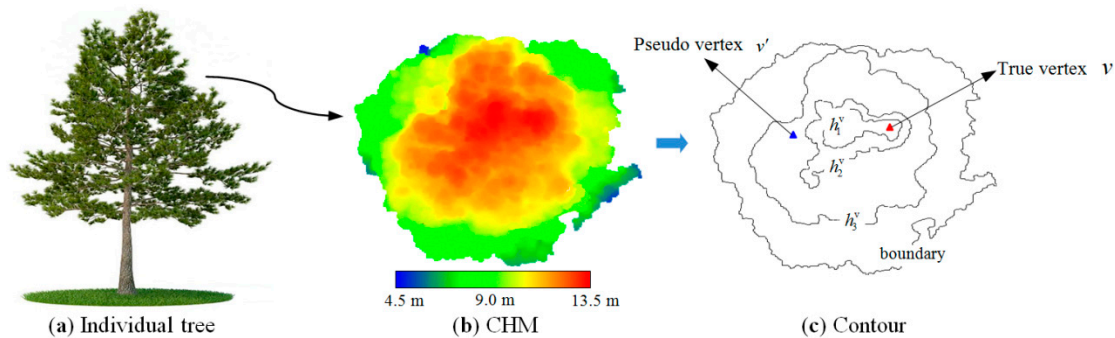 Pseudo vertex v′
True vertex v
h₁ᵛ
h₂ᵛ
h₃ᵛ
boundary
4.5 m 9.0 m 13.5 m
(a) Individual tree
(b) CHM
(c) Contour